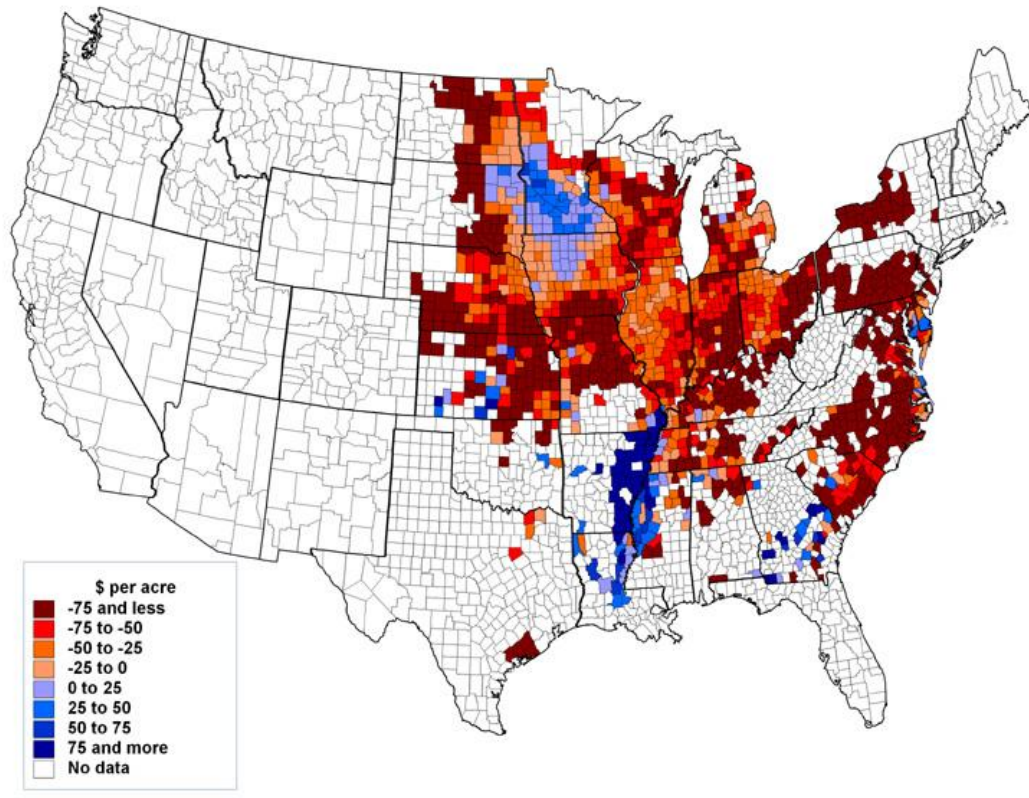 $ per acre
-75 and less
-75 to -50
-50 to -25
-25 to 0
0 to 25
25 to 50
50 to 75
75 and more
No data